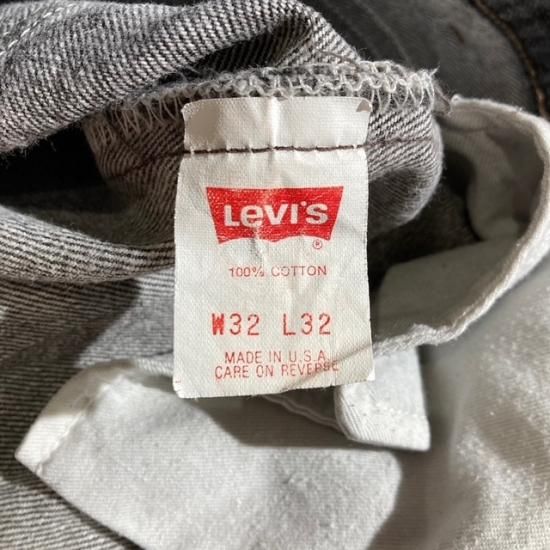 Levi's
®
100% COTTON
W32 L32
MADE IN U.S.A.
CARE ON REVERSE